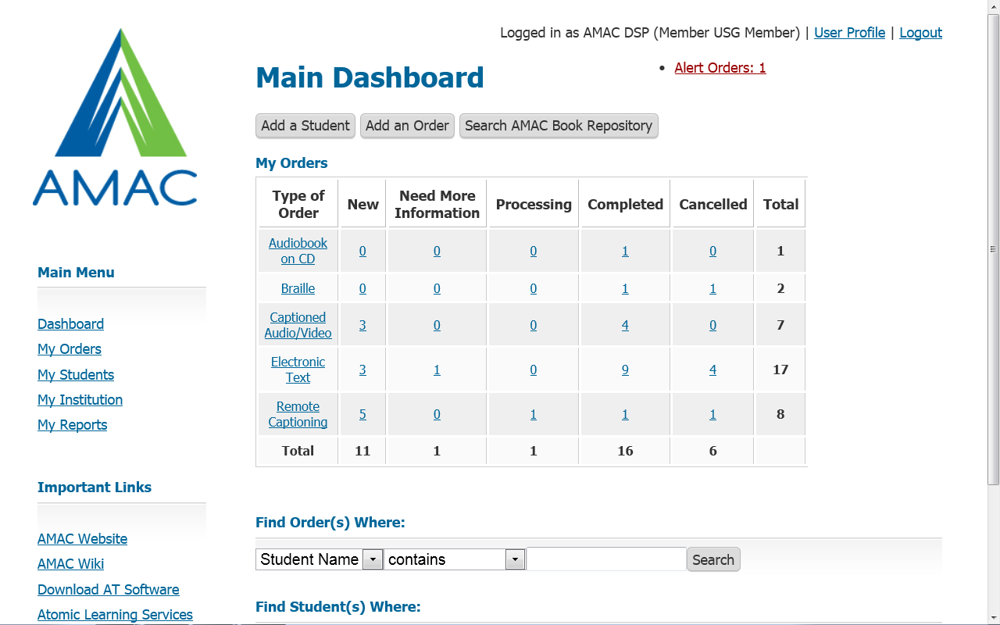 Logged in as AMAC DSP (Member USG Member) | User Profile | Logout
AMAC
Main Dashboard
Alert Orders: 1
Add a Student Add an Order Search AMAC Book Repository
My Orders
Type of Order New Need More Information Processing Completed Cancelled Total
Audiobook on CD 0 0 0 1 0 1
Braille 0 0 0 1 1 2
Captioned Audio/Video 3 0 0 4 0 7
Electronic Text 3 1 0 9 4 17
Remote Captioning 5 0 1 1 1 8
Total 11 1 1 16 6
Main Menu
Dashboard
My Orders
My Students
My Institution
My Reports
Important Links
AMAC Website
AMAC Wiki
Download AT Software
Atomic Learning Services
Find Order(s) Where:
Student Name contains Search
Find Student(s) Where: